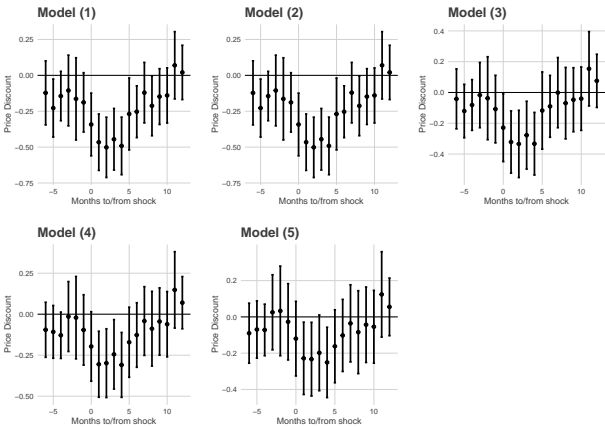 Model (1)
Price Discount
0.25
0.00
−0.25
−0.50
−0.75
−5 0 5 10
Months to/from shock
Model (2)
Price Discount
0.25
0.00
−0.25
−0.50
−0.75
−5 0 5 10
Months to/from shock
Model (3)
Price Discount
0.4
0.2
0.0
−0.2
−0.4
−5 0 5 10
Months to/from shock
Model (4)
Price Discount
0.25
0.00
−0.25
−0.50
−5 0 5 10
Months to/from shock
Model (5)
Price Discount
0.2
0.0
−0.2
−0.4
−5 0 5 10
Months to/from shock